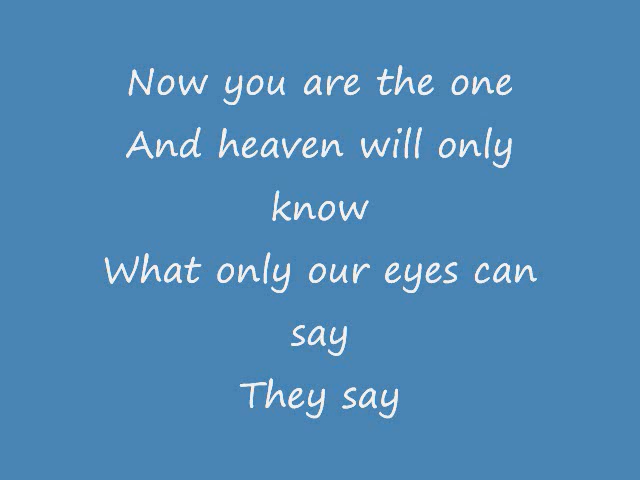 Now you are the one
And heaven will only
know
What only our eyes can
say
They say